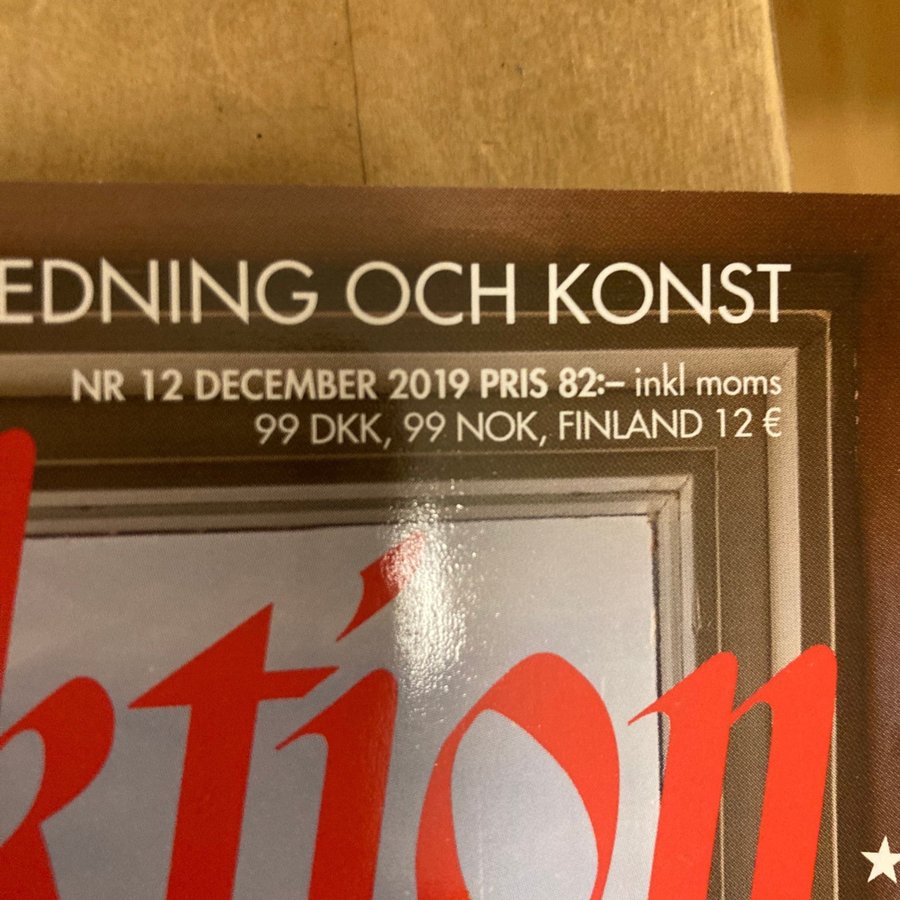 EDNING OCH KONST
NR 12 DECEMBER 2019 PRIS 82:– inkl moms
99 DKK, 99 NOK, FINLAND 12 €
ktion